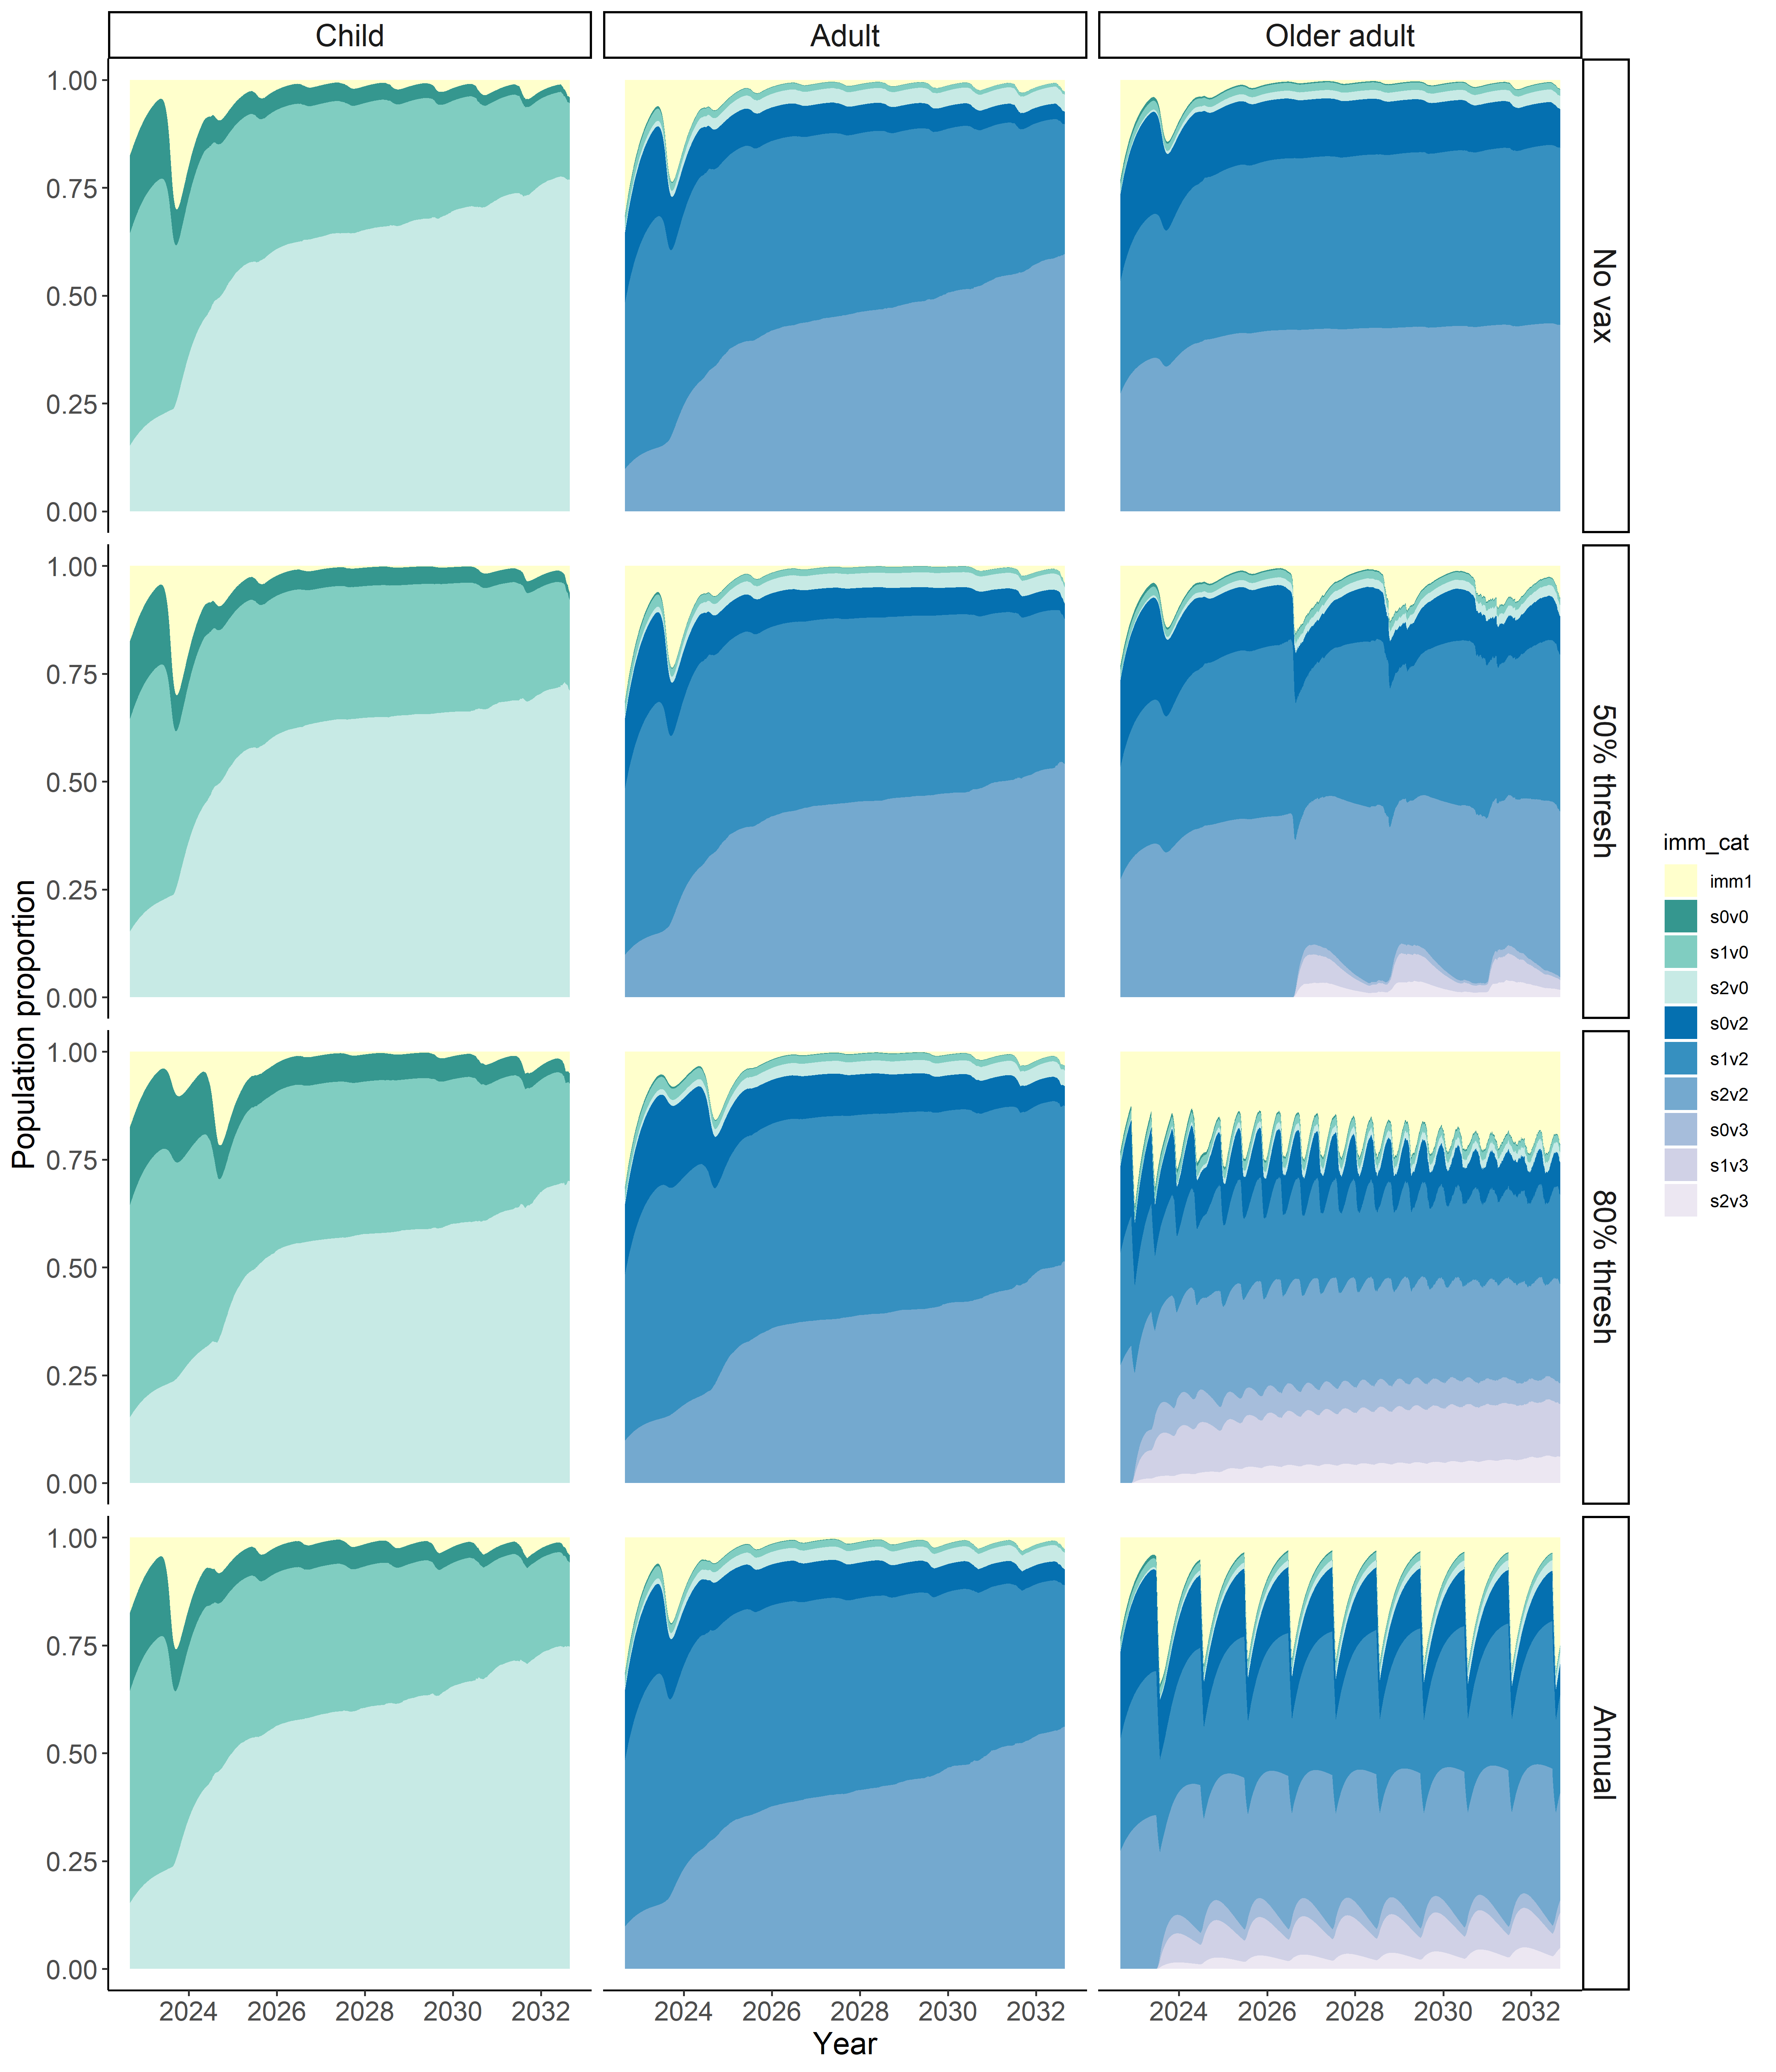 Child
Adult
Older adult
1.00
0.75
0.50
0.25
0.00
No vax
1.00
0.75
0.50
0.25
0.00
50% thresh
1.00
0.75
0.50
0.25
0.00
80% thresh
1.00
0.75
0.50
0.25
0.00
Annual
Population proportion
2024 2026 2028 2030 2032
2024 2026 2028 2030 2032
2024 2026 2028 2030 2032
Year
imm_cat
imm1
s0v0
s1v0
s2v0
s0v2
s1v2
s2v2
s0v3
s1v3
s2v3